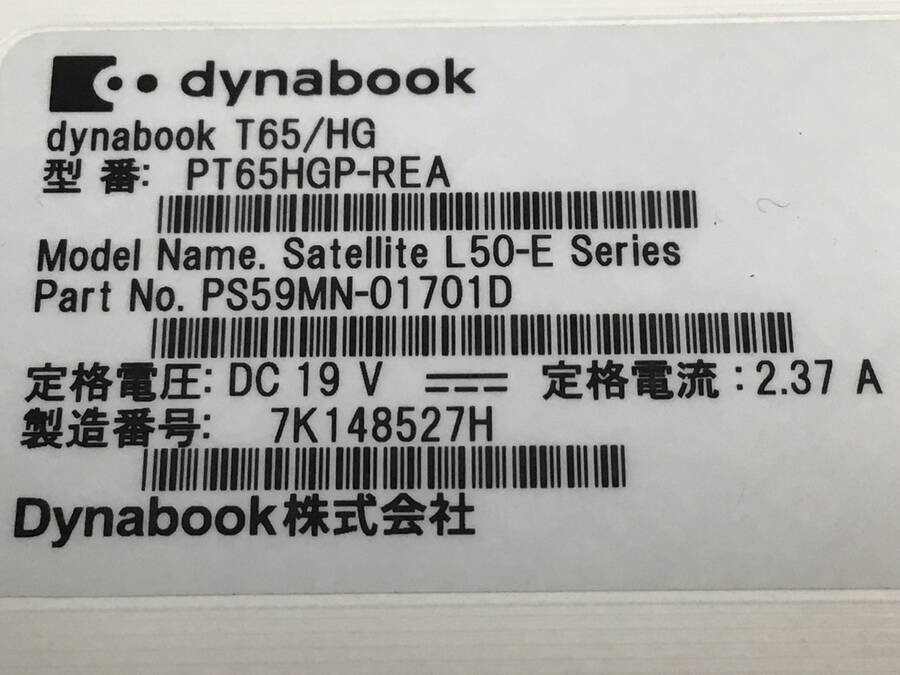 dynabook
dynabook T65/HG
型 番: PT65HGP-REA
Model Name. Satellite L50-E Series
Part No. PS59MN-01701D
定格電圧: DC 19 V ⎓ 定格電流 : 2.37 A
製造番号: 7K148527H
Dynabook株式会社